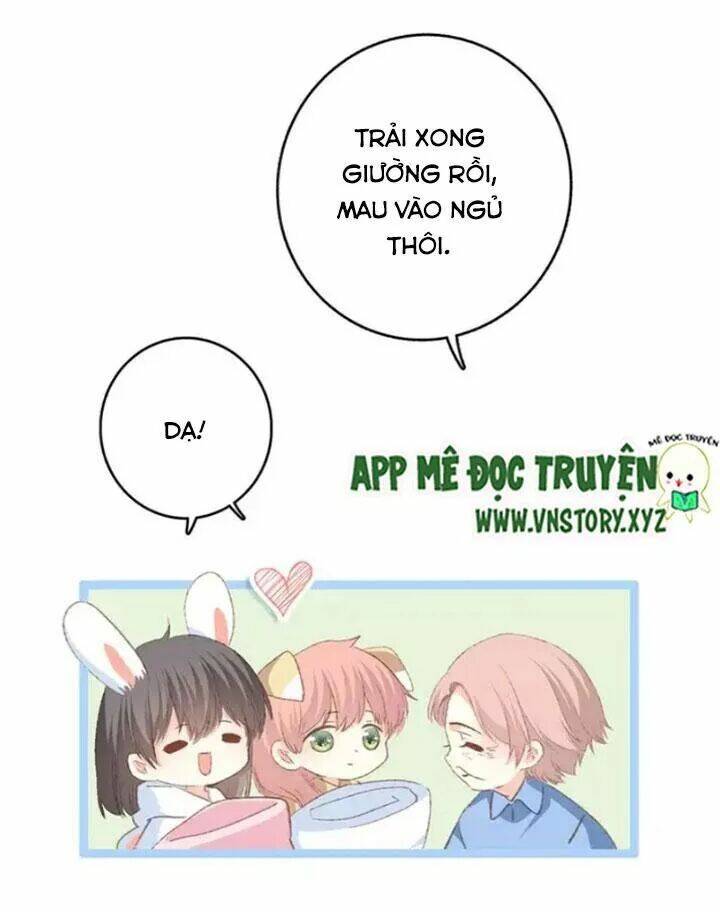 TRẢI XONG
GIƯỜNG RỒI,
MAU VÀO NGỦ
THÔI.
DẠ!
MÊ ĐỌC TRUYỆN
APP MÊ ĐỌC TRUYỆN
WWW.VNSTORY.XYZ